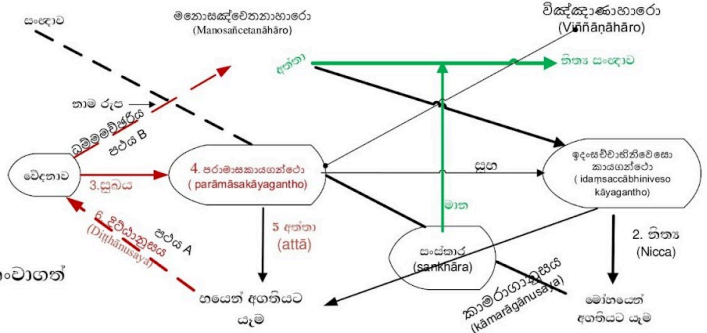 සංඥාව
මනොසඤ්චෙතනාහාරො
(Manosañcetanāhāro)
විඤ්ඤාණාහාරො
(Viññāṇāhāro)
අත්තා
නිත්‍ය සංඥාව
නාම රූප
ධම්මමච්ඡරිය
පථය B
වේදනාව
3.සුඛය
4. පරාමාසකායගන්ථො
( parāmāsakāyagantho)
සුභ
ඉදංසච්චාභිනිවෙසො
කායගන්ථො
( idaṃsaccābhiniveso
kāyagantho)
මාන
6. දිට්ඨානුසය
(Diṭṭhānusaya)
පථය A
5 අත්තා
(attā)
සංස්කාර
(saṅkhāra)
2. නිත්‍ය
(Nicca)
කාමරාගානුසය
(kāmarāgānusaya)
භයෙන් අගතියට
යෑම
මෝහයෙන්
අගතියට යෑම